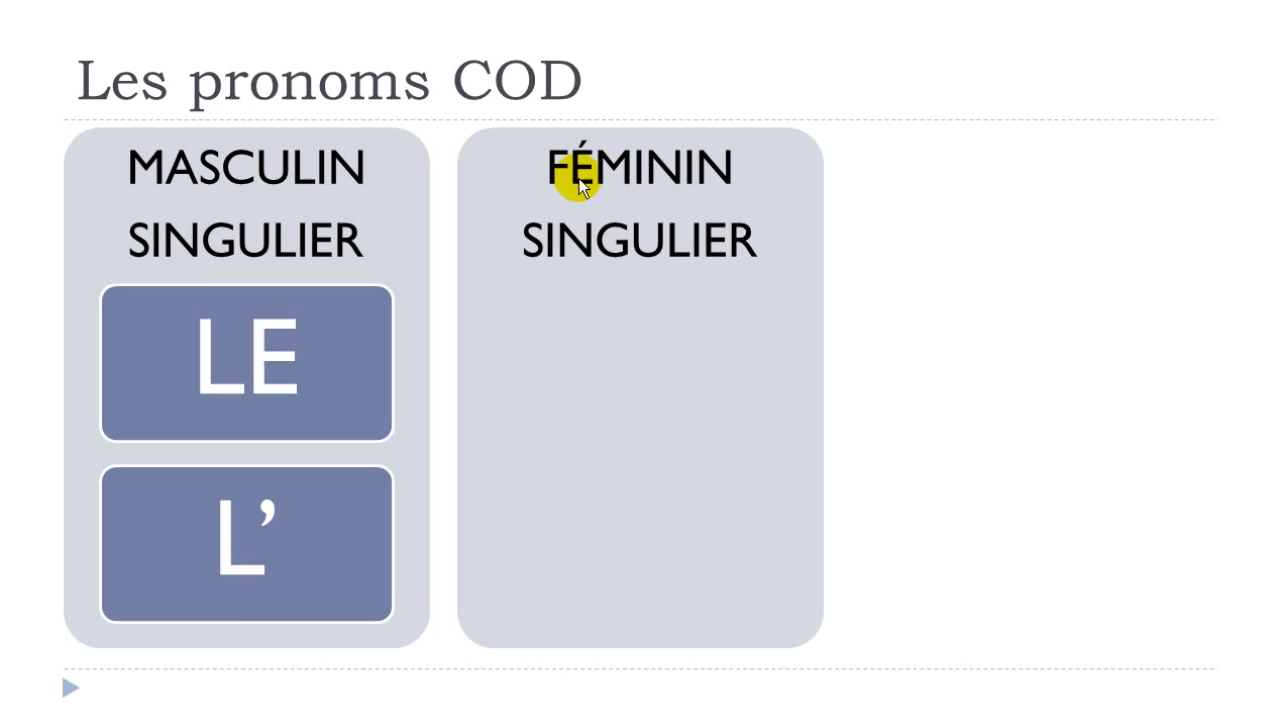 Les pronoms COD
MASCULIN
SINGULIER
LE
L’
FÉMININ
SINGULIER